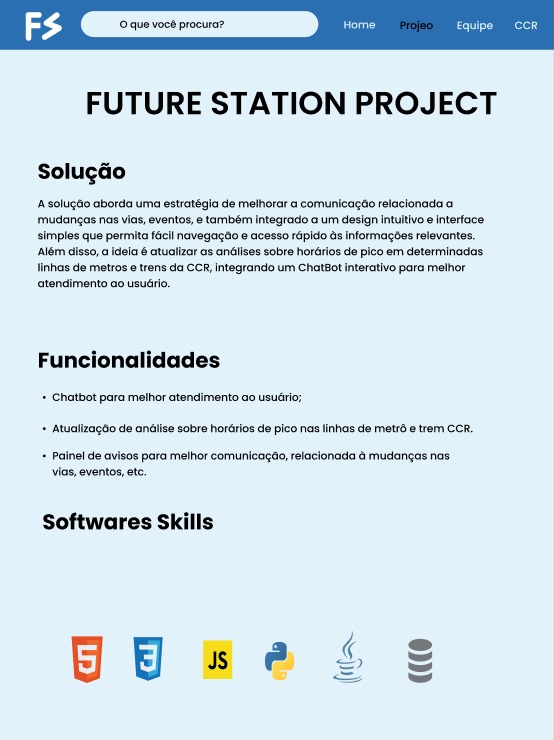 FS
O que você procura?
Home
Projeo
Equipe
CCR
FUTURE STATION PROJECT
Solução
A solução aborda uma estratégia de melhorar a comunicação relacionada a
mudanças nas vias, eventos, e também integrado a um design intuitivo e interface
simples que permita fácil navegação e acesso rápido às informações relevantes.
Além disso, a ideia é atualizar as análises sobre horários de pico em determinadas
linhas de metros e trens da CCR, integrando um ChatBot interativo para melhor
atendimento ao usuário.
Funcionalidades
• Chatbot para melhor atendimento ao usuário;
• Atualização de análise sobre horários de pico nas linhas de metrô e trem CCR.
• Painel de avisos para melhor comunicação, relacionada à mudanças nas
vias, eventos, etc.
Softwares Skills
5
3
JS